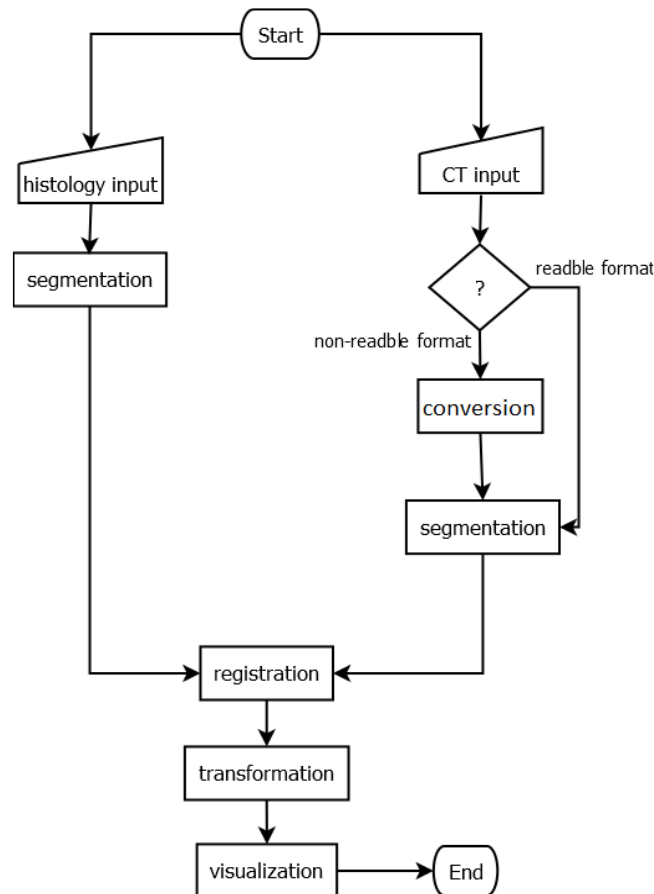 Start
histology input
CT input
segmentation
?
readble format
non-readble format
conversion
segmentation
registration
transformation
visualization
End